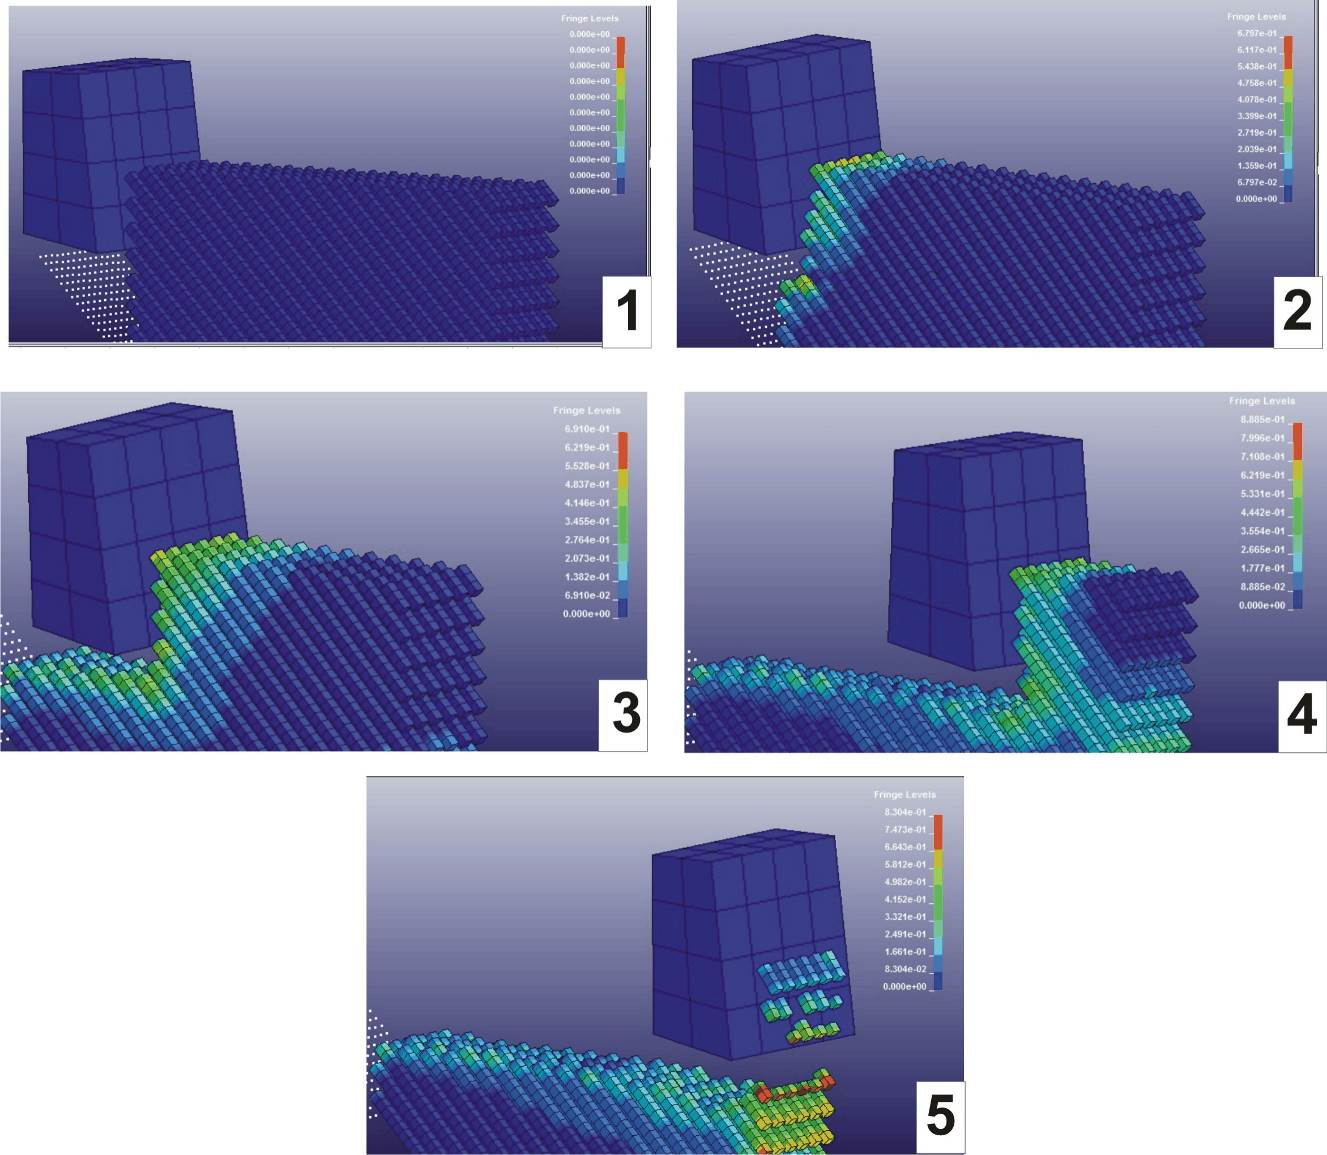 Fringe Levels
0.000e+00
0.000e+00
0.000e+00
0.000e+00
0.000e+00
0.000e+00
0.000e+00
0.000e+00
0.000e+00
0.000e+00
0.000e+00
1
Fringe Levels
6.797e-01
6.117e-01
5.438e-01
4.758e-01
4.078e-01
3.399e-01
2.719e-01
2.039e-01
1.359e-01
6.797e-02
0.000e+00
2
Fringe Levels
6.910e-01
6.219e-01
5.528e-01
4.837e-01
4.146e-01
3.455e-01
2.764e-01
2.073e-01
1.382e-01
6.910e-02
0.000e+00
3
Fringe Levels
8.885e-01
7.996e-01
7.108e-01
6.219e-01
5.331e-01
4.442e-01
3.554e-01
2.665e-01
1.777e-01
8.885e-02
0.000e+00
4
Fringe Levels
8.304e-01
7.473e-01
6.643e-01
5.812e-01
4.982e-01
4.152e-01
3.321e-01
2.491e-01
1.661e-01
8.304e-02
0.000e+00
5